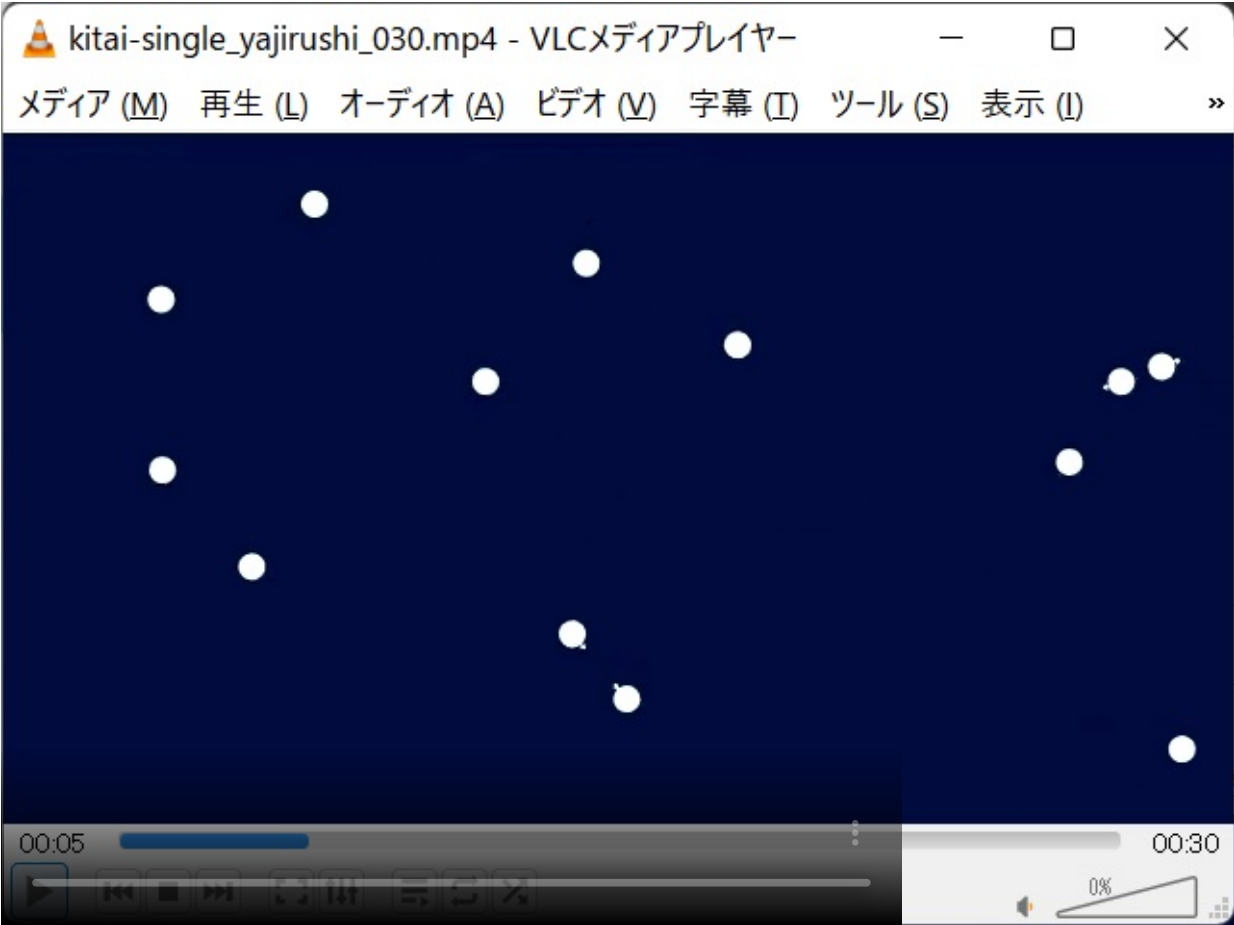 kitai-single_yajirushi_030.mp4 - VLCメディアプレイヤー
メディア (M) 再生 (L) オーディオ (A) ビデオ (V) 字幕 (T) ツール (S) 表示 (I) »
00:05 00:30
0%